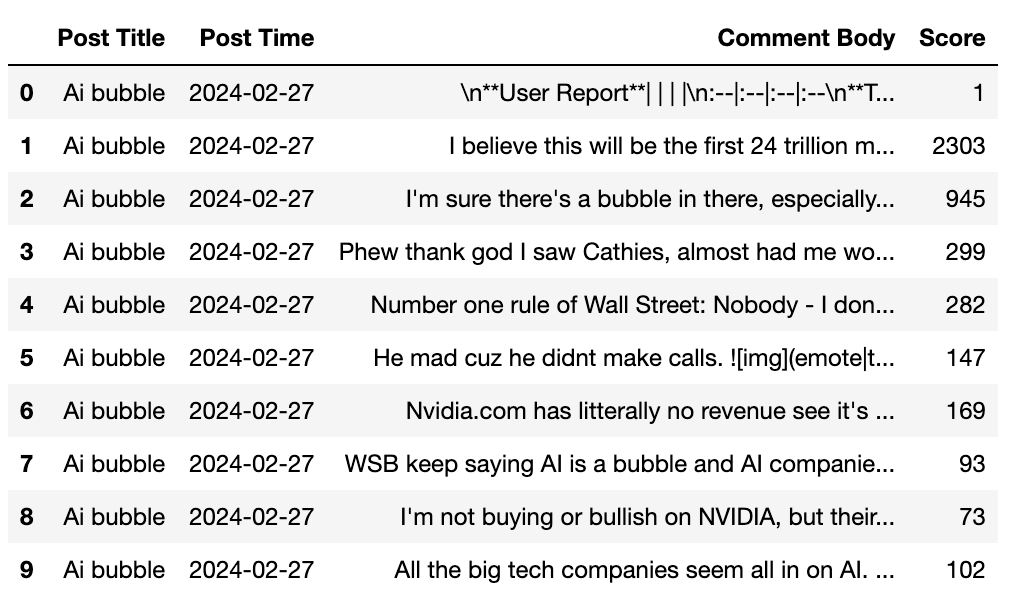 Post Title Post Time Comment Body Score
0 Ai bubble 2024-02-27 \n**User Report**| | | |\n:--|:--|:--|:--\n**T... 1
1 Ai bubble 2024-02-27 I believe this will be the first 24 trillion m... 2303
2 Ai bubble 2024-02-27 I'm sure there's a bubble in there, especially... 945
3 Ai bubble 2024-02-27 Phew thank god I saw Cathies, almost had me wo... 299
4 Ai bubble 2024-02-27 Number one rule of Wall Street: Nobody - I don... 282
5 Ai bubble 2024-02-27 He mad cuz he didnt make calls. ![img](emote|t... 147
6 Ai bubble 2024-02-27 Nvidia.com has litterally no revenue see it's ... 169
7 Ai bubble 2024-02-27 WSB keep saying AI is a bubble and AI companie... 93
8 Ai bubble 2024-02-27 I'm not buying or bullish on NVIDIA, but their... 73
9 Ai bubble 2024-02-27 All the big tech companies seem all in on AI. ... 102